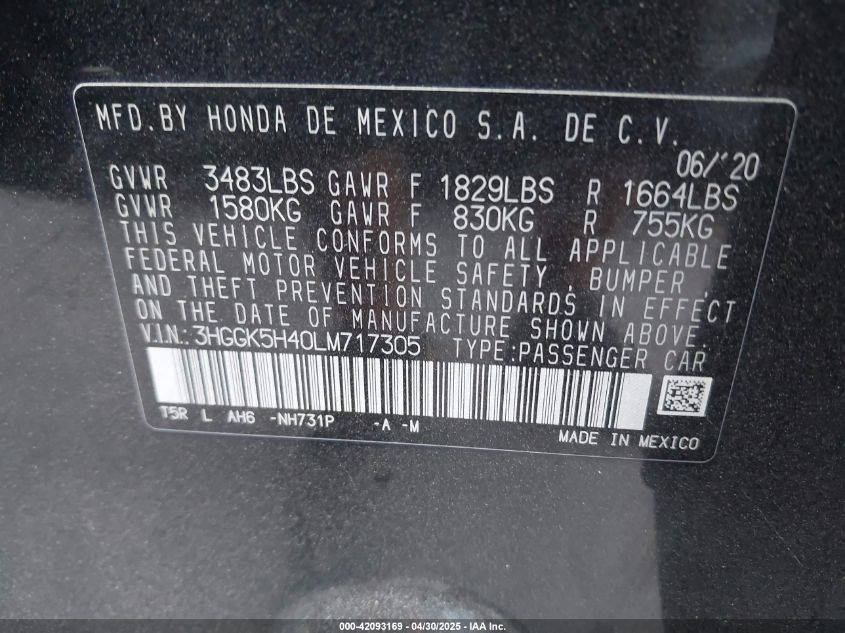 MFD.BY HONDA DE MEXICO S.A. DE C.V.
06/'20
GVWR 3483LBS GAWR F 1829LBS R 1664LBS
GVWR 1580KG GAWR F 830KG R 755KG
THIS VEHICLE CONFORMS TO ALL APPLICABLE
FEDERAL MOTOR VEHICLE SAFETY, BUMPER,
AND THEFT PREVENTION STANDARDS IN EFFECT
ON THE DATE OF MANUFACTURE SHOWN ABOVE.
V.I.N.: 3HGGK5H40LM717305 TYPE:PASSENGER CAR
T5R L AH6 -NH731P -A -M
MADE IN MEXICO
000-42093169 - 04/30/2025 - IAA Inc.